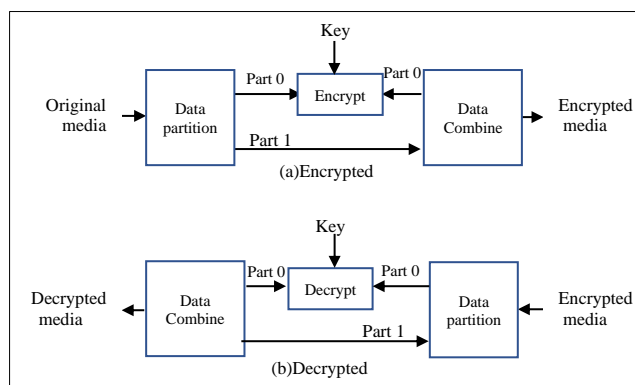 Key
Part 0
Part 0
Original
media
Data
partition
Encrypt
Data
Combine
Encrypted
media
Part 1
(a)Encrypted
Key
Part 0
Part 0
Decrypted
media
Data
Combine
Decrypt
Data
partition
Encrypted
media
Part 1
(b)Decrypted